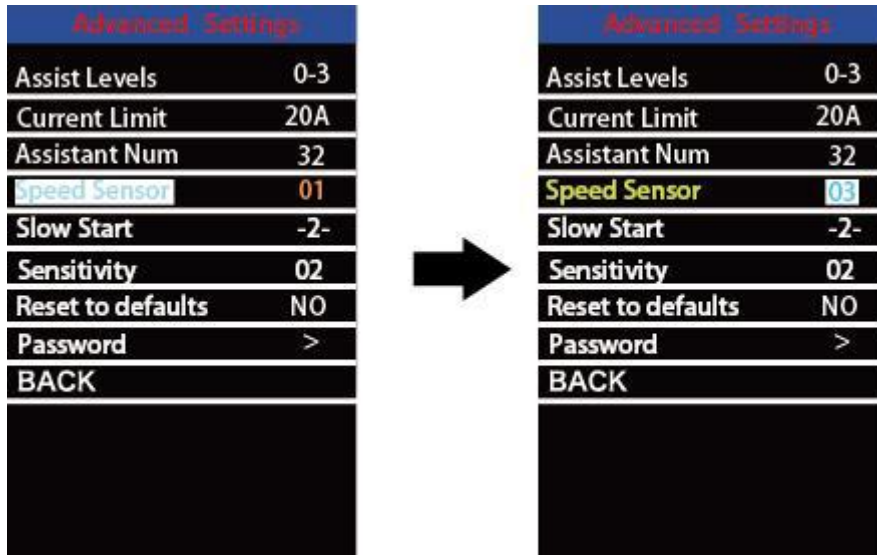 Advanced Settings
Assist Levels 0-3
Current Limit 20A
Assistant Num 32
Speed Sensor 01
Slow Start -2-
Sensitivity 02
Reset to defaults NO
Password >
BACK
Advanced Settings
Assist Levels 0-3
Current Limit 20A
Assistant Num 32
Speed Sensor 03
Slow Start -2-
Sensitivity 02
Reset to defaults NO
Password >
BACK